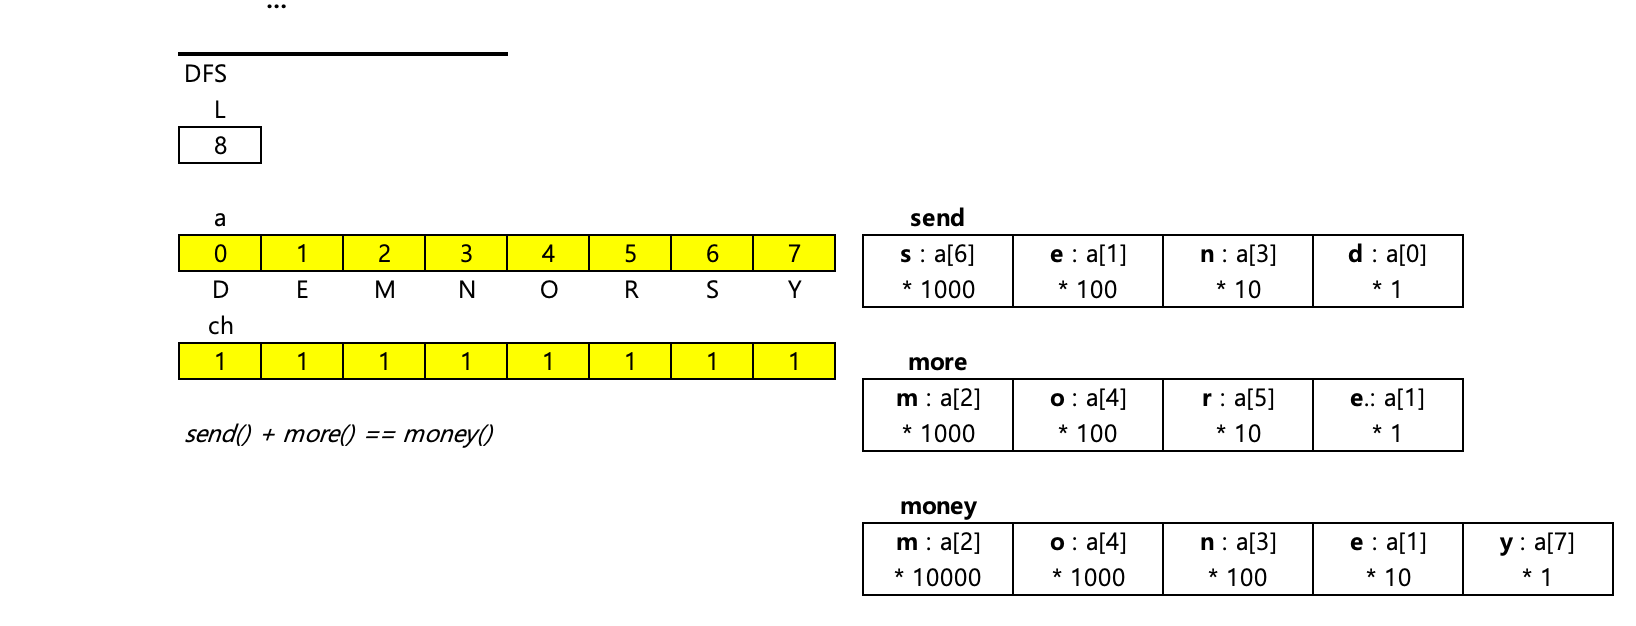 ...
DFS
L
8
a
0 1 2 3 4 5 6 7
D E M N O R S Y
ch
1 1 1 1 1 1 1 1
send() + more() == money()
send
s : a[6] e : a[1] n : a[3] d : a[0]
* 1000 * 100 * 10 * 1
more
m : a[2] o : a[4] r : a[5] e.: a[1]
* 1000 * 100 * 10 * 1
money
m : a[2] o : a[4] n : a[3] e : a[1] y : a[7]
* 10000 * 1000 * 100 * 10 * 1